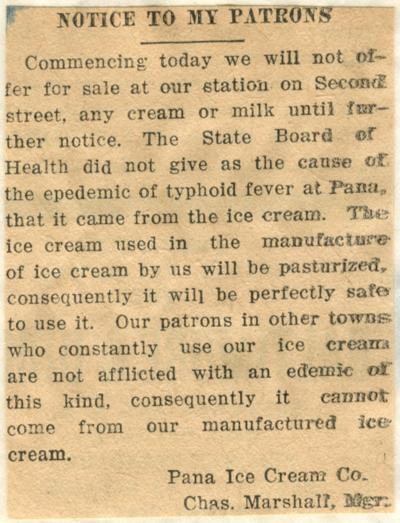 NOTICE TO MY PATRONS
Commencing today we will not of-
fer for sale at our station on Second
street, any cream or milk until fur-
ther notice. The State Board of
Health did not give as the cause of
the epedemic of typhoid fever at Pana,
that it came from the ice cream. The
ice cream used in the manufacture
of ice cream by us will be pasturized,
consequently it will be perfectly safe
to use it. Our patrons in other towns
who constantly use our ice cream
are not afflicted with an edemic of
this kind, consequently it cannot
come from our manufactured ice
cream.
Pana Ice Cream Co.
Chas. Marshall, Mgr.